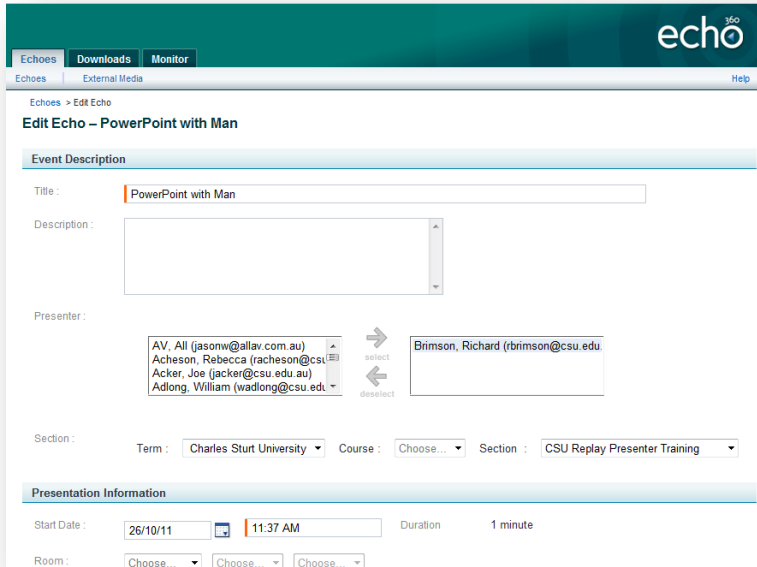 echo360
Echoes Downloads Monitor
Echoes External Media Help
Echoes > Edit Echo
Edit Echo – PowerPoint with Man
Event Description
Title : PowerPoint with Man
Description :
Presenter :
AV, All (jasonw@allav.com.au)
Acheson, Rebecca (racheson@csu
Acker, Joe (jacker@csu.edu.au)
Adlong, William (wadlong@csu.edu
select
deselect
Brimson, Richard (rbrimson@csu.edu.
Section :
Term : Charles Sturt University Course : Choose... Section : CSU Replay Presenter Training
Presentation Information
Start Date : 26/10/11 11:37 AM Duration 1 minute
Room : Choose... Choose... Choose...